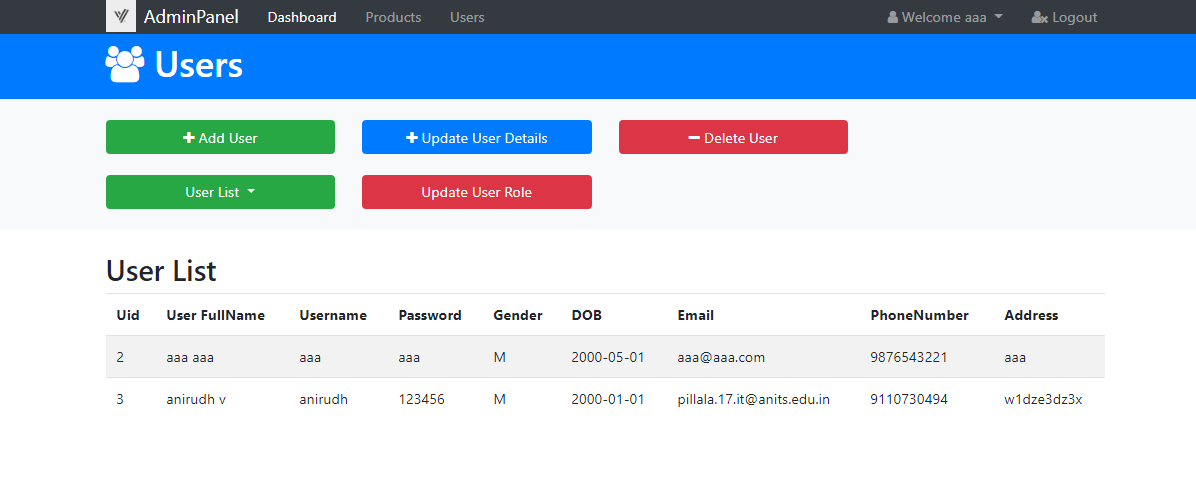 AdminPanel Dashboard Products Users Welcome aaa Logout
Users
Add User Update User Details Delete User
User List Update User Role
User List
Uid User FullName Username Password Gender DOB Email PhoneNumber Address
2 aaa aaa aaa aaa M 2000-05-01 aaa@aaa.com 9876543221 aaa
3 anirudh v anirudh 123456 M 2000-01-01 pillala.17.it@anits.edu.in 9110730494 w1dze3dz3x